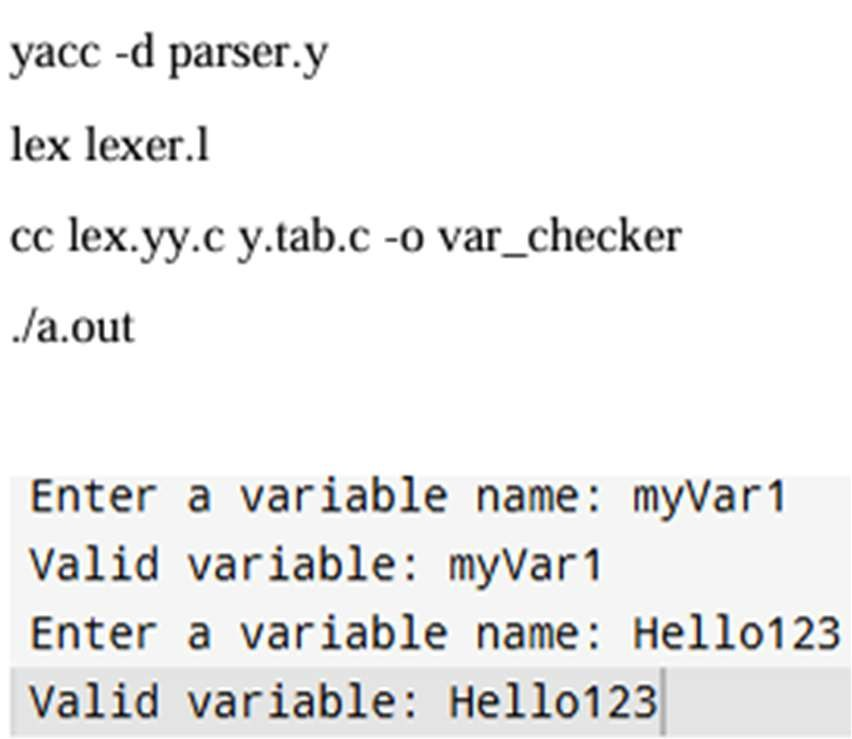 yacc -d parser.y
lex lexer.l
cc lex.yy.c y.tab.c -o var_checker
./a.out
Enter a variable name: myVar1
Valid variable: myVar1
Enter a variable name: Hello123
Valid variable: Hello123